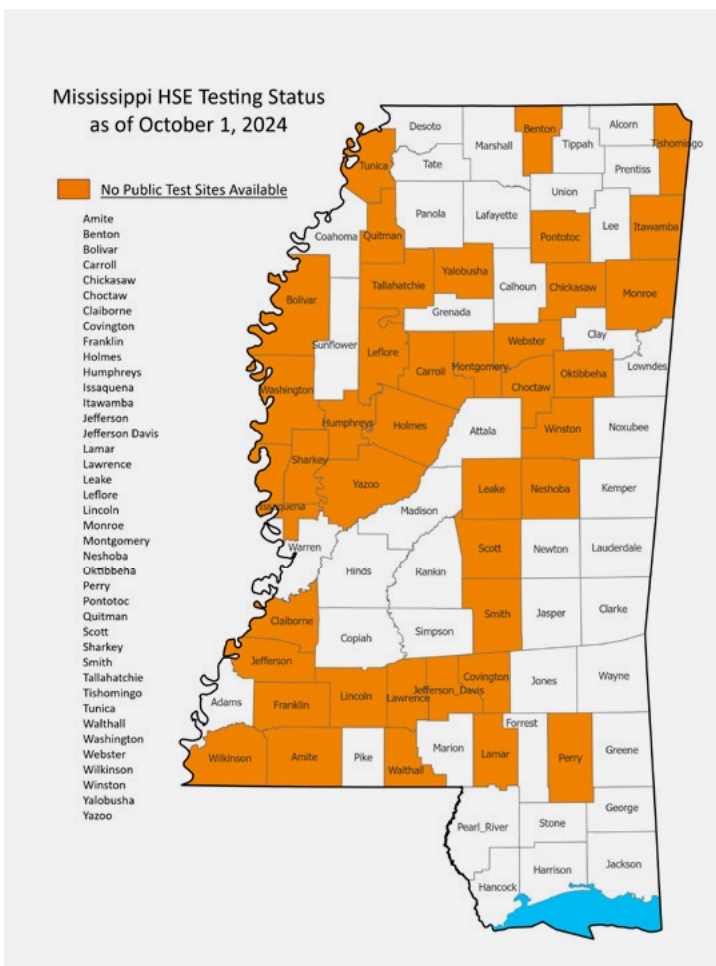 Mississippi HSE Testing Status
as of October 1, 2024
No Public Test Sites Available
Amite
Benton
Bolivar
Carroll
Chickasaw
Choctaw
Claiborne
Covington
Franklin
Holmes
Humphreys
Issaquena
Itawamba
Jefferson
Jefferson Davis
Lamar
Lawrence
Leake
Leflore
Lincoln
Monroe
Montgomery
Neshoba
Oktibbeha
Perry
Pontotoc
Quitman
Scott
Sharkey
Smith
Tallahatchie
Tishomingo
Tunica
Walthall
Washington
Webster
Wilkinson
Winston
Yalobusha
Yazoo
Desoto
Marshall
Benton
Tippah
Alcorn
Tishomingo
Tunica
Tate
Prentiss
Union
Panola
Lafayette
Coahoma
Quitman
Pontotoc
Lee
Itawamba
Tallahatchie
Yalobusha
Calhoun
Chickasaw
Monroe
Bolivar
Grenada
Sunflower
Leflore
Webster
Clay
Carroll
Montgomery
Choctaw
Oktibbeha
Lowndes
Washington
Humphreys
Holmes
Attala
Winston
Noxubee
Sharkey
Yazoo
Leake
Neshoba
Kemper
Issaquena
Madison
Warren
Hinds
Rankin
Scott
Newton
Lauderdale
Claiborne
Copiah
Simpson
Smith
Jasper
Clarke
Jefferson
Adams
Franklin
Lincoln
Lawrence
Jefferson_Davis
Covington
Jones
Wayne
Wilkinson
Amite
Pike
Walthall
Marion
Lamar
Forrest
Perry
Greene
Pearl_River
Stone
George
Hancock
Harrison
Jackson